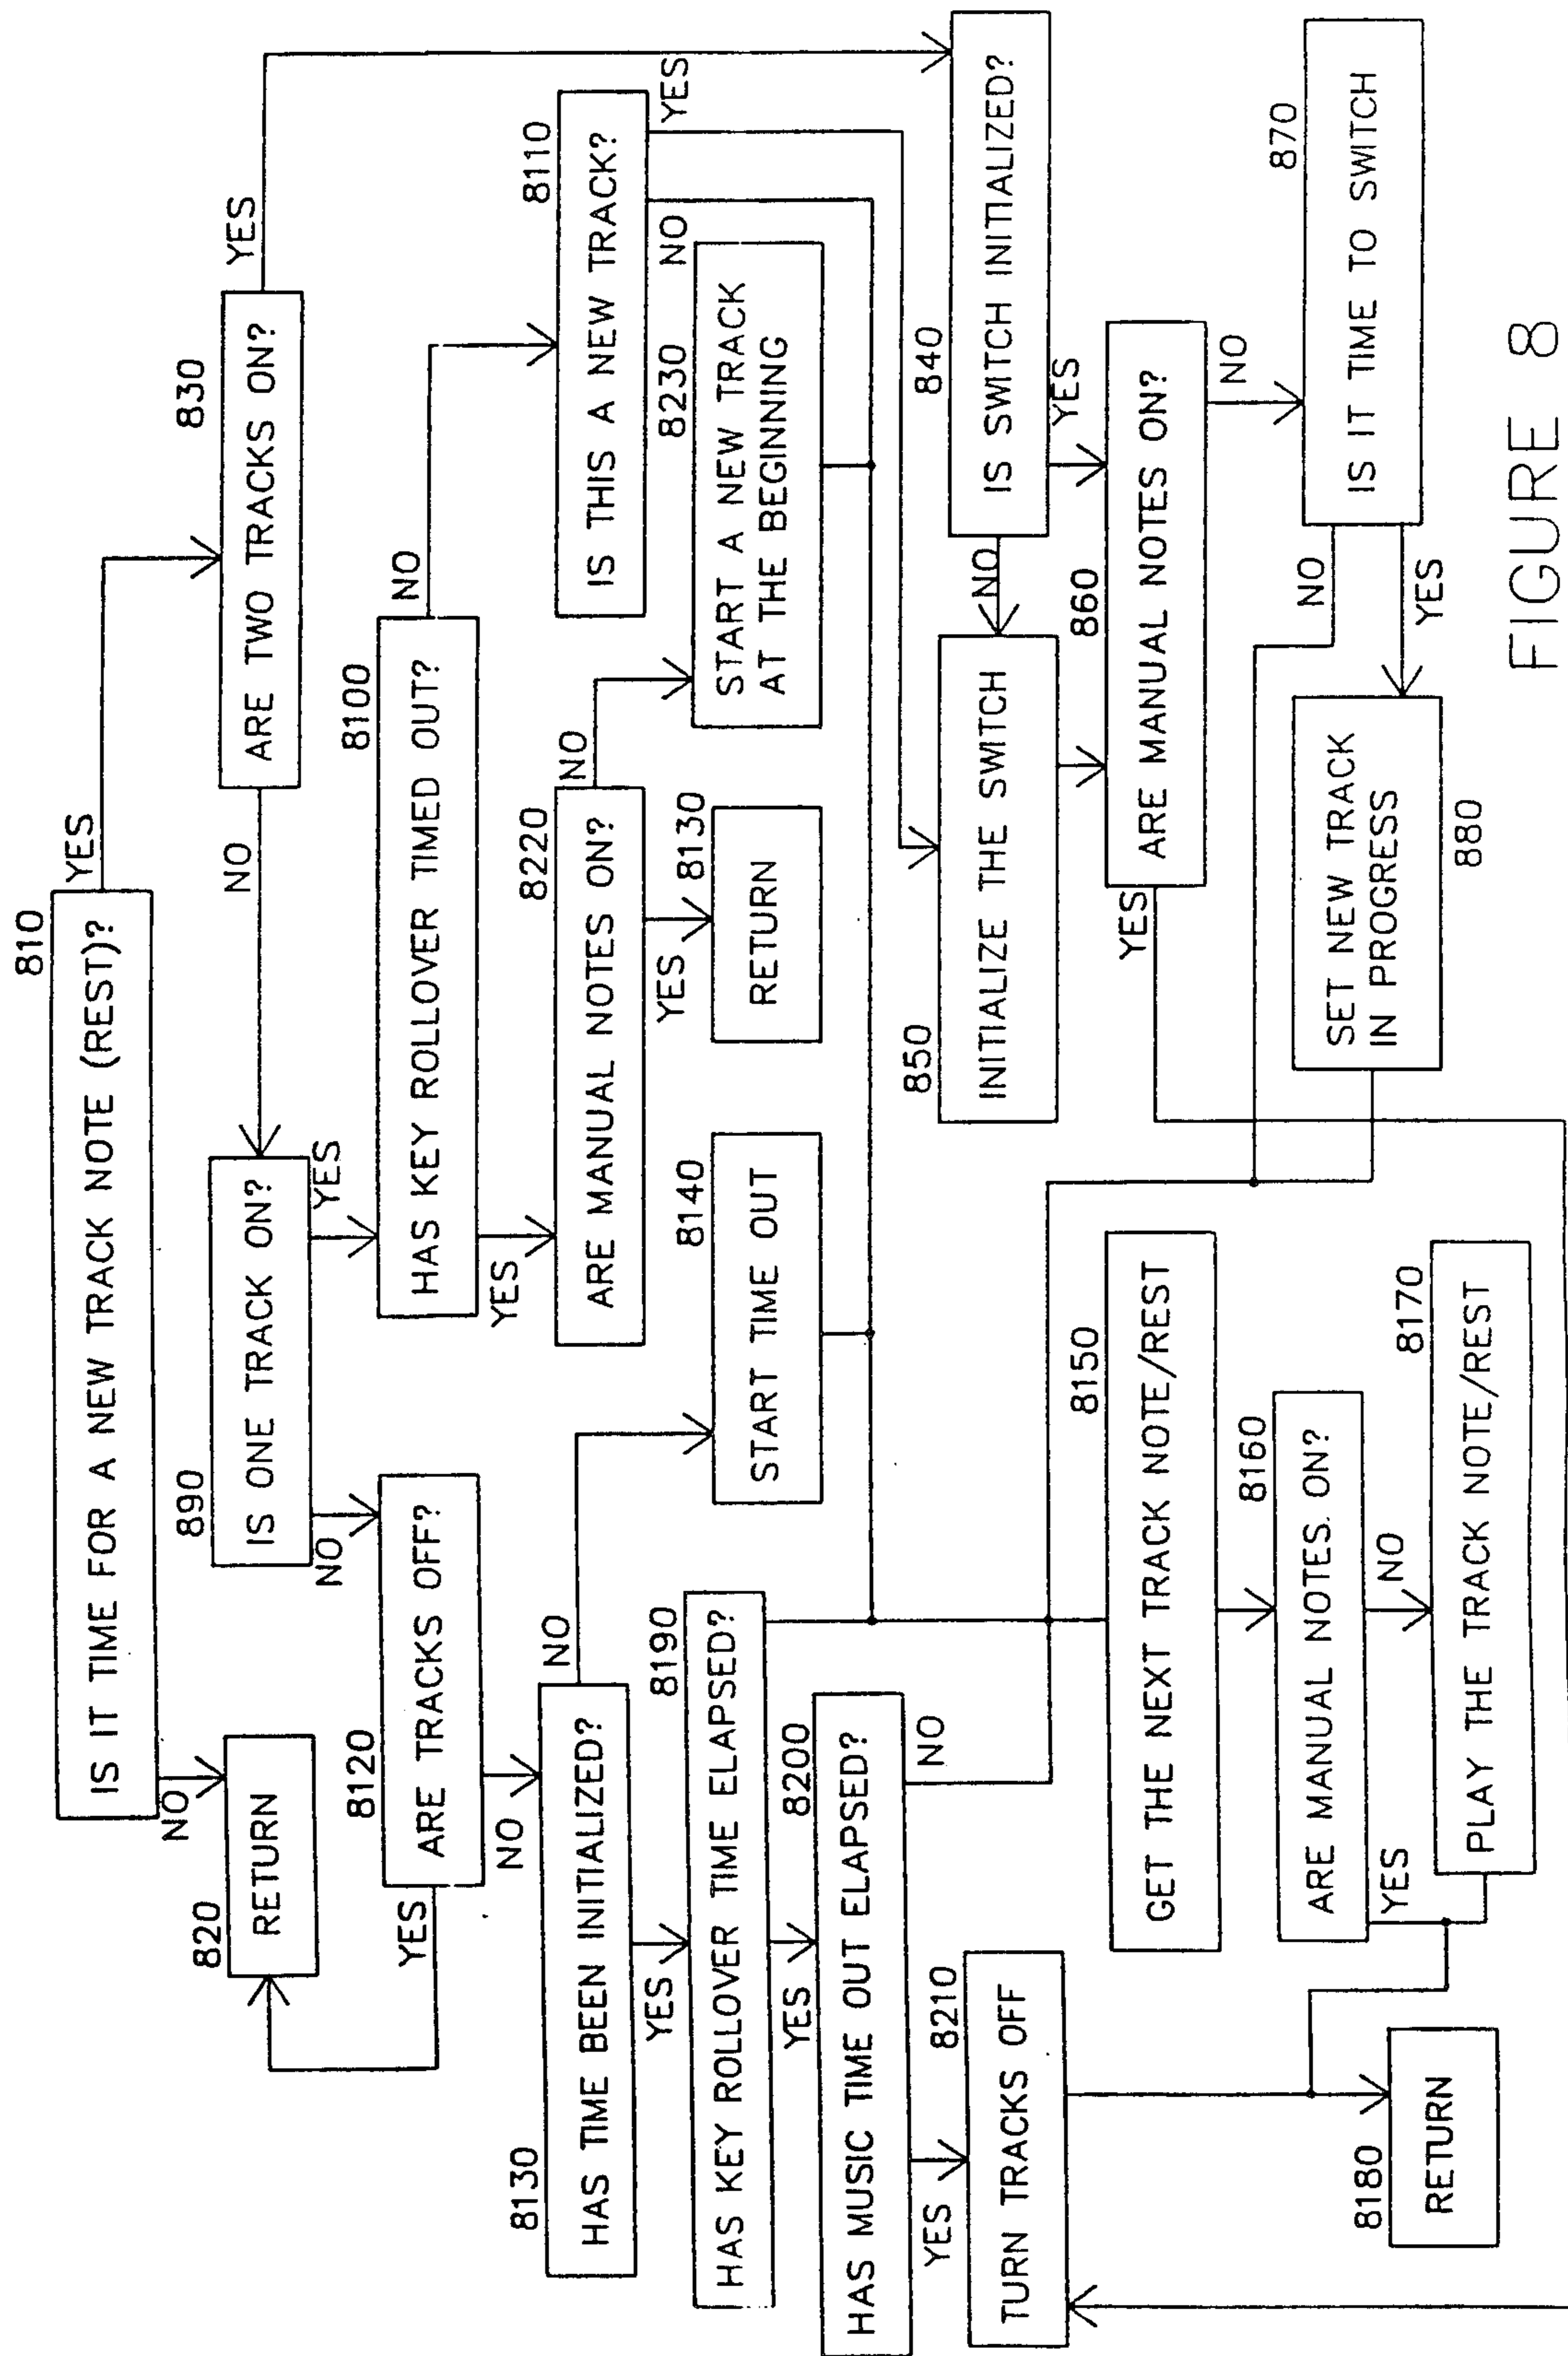 810
IS IT TIME FOR A NEW TRACK NOTE (REST)?
NO
YES
820
RETURN
830
ARE TWO TRACKS ON?
NO
YES
890
IS ONE TRACK ON?
NO
YES
8120
ARE TRACKS OFF?
YES
NO
8100
HAS KEY ROLLOVER TIMED OUT?
YES
NO
8130
HAS TIME BEEN INITIALIZED?
YES
NO
8220
ARE MANUAL NOTES ON?
YES
NO
8110
IS THIS A NEW TRACK?
NO
YES
8190
HAS KEY ROLLOVER TIME ELAPSED?
YES
8140
START TIME OUT
8130
RETURN
8230
START A NEW TRACK
AT THE BEGINNING
8200
HAS MUSIC TIME OUT ELAPSED?
YES
NO
8210
TURN TRACKS OFF
850
INITIALIZE THE SWITCH
840
IS SWITCH INITIALIZED?
NO
YES
8150
GET THE NEXT TRACK NOTE/REST
860
ARE MANUAL NOTES ON?
YES
NO
8160
ARE MANUAL NOTES. ON?
YES
NO
870
IS IT TIME TO SWITCH
NO
YES
SET NEW TRACK
IN PROGRESS
880
8180
RETURN
8170
PLAY THE TRACK NOTE/REST
FIGURE 8